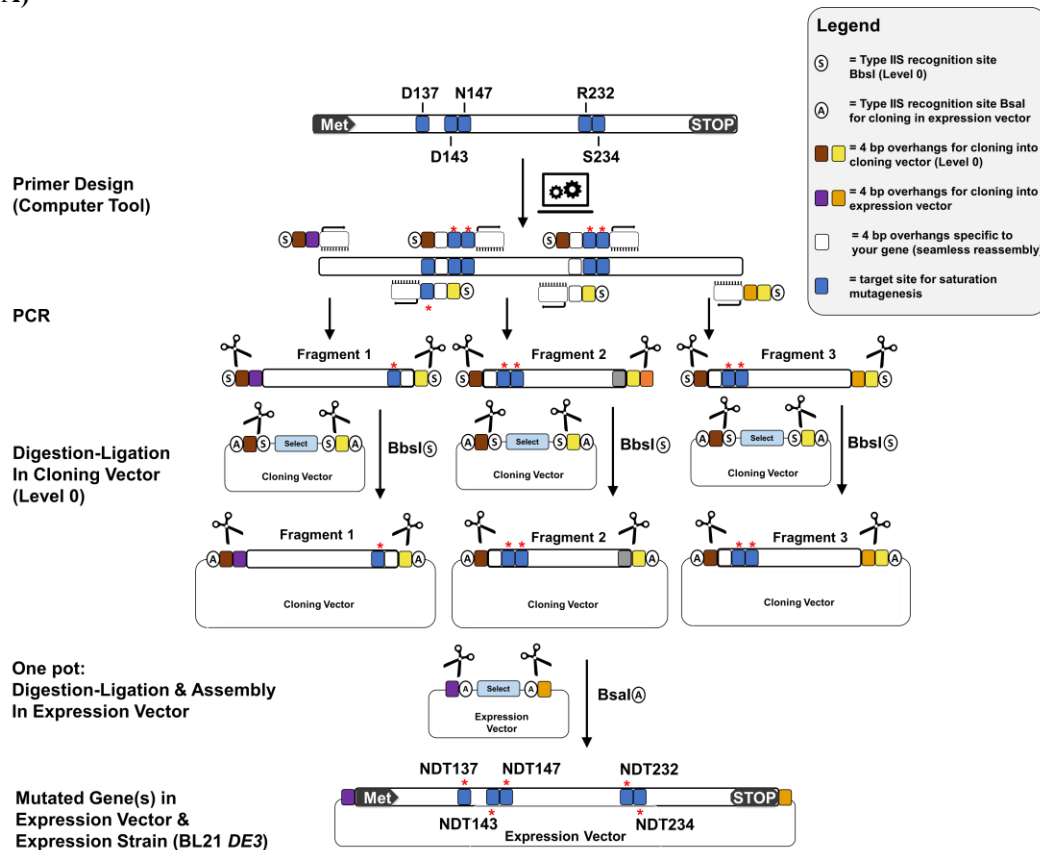 A)
Legend
S = Type IIS recognition site
BbsI (Level 0)
A = Type IIS recognition site BsaI
for cloning in expression vector
= 4 bp overhangs for cloning into
cloning vector (Level 0)
= 4 bp overhangs for cloning into
expression vector
= 4 bp overhangs specific to
your gene (seamless reassembly)
= target site for saturation
mutagenesis
D137 N147 R232
Met STOP
D143 S234
Primer Design
(Computer Tool)
* * * *
S S S
S S S
*
PCR
Fragment 1 Fragment 2 Fragment 3
* * * * *
S S S S S
Digestion-Ligation
In Cloning Vector
(Level 0)
A S Select S A
Cloning Vector
BbsI S
A S Select S A
Cloning Vector
BbsI S
A S Select S A
Cloning Vector
BbsI S
Fragment 1 Fragment 2 Fragment 3
* * * * *
A A A A A A
Cloning Vector Cloning Vector Cloning Vector
One pot:
Digestion-Ligation & Assembly
In Expression Vector
A Select A
Expression
Vector
BsaI A
Mutated Gene(s) in
Expression Vector &
Expression Strain (BL21 DE3)
NDT137 NDT147 NDT232
* * *
Met STOP
* *
NDT143 NDT234
Expression Vector